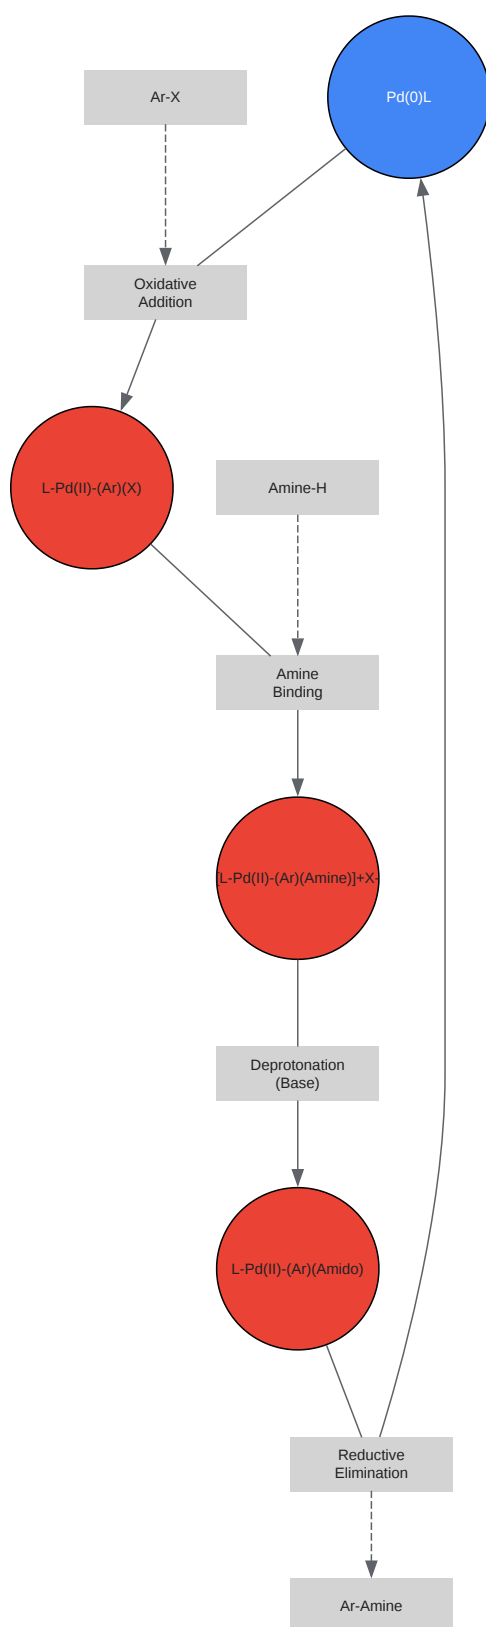 Ar-X
Pd(0)L
Oxidative
Addition
L-Pd(II)-(Ar)(X)
Amine-H
Amine
Binding
[L-Pd(II)-(Ar)(Amine)]+X-
Deprotonation
(Base)
L-Pd(II)-(Ar)(Amido)
Reductive
Elimination
Ar-Amine